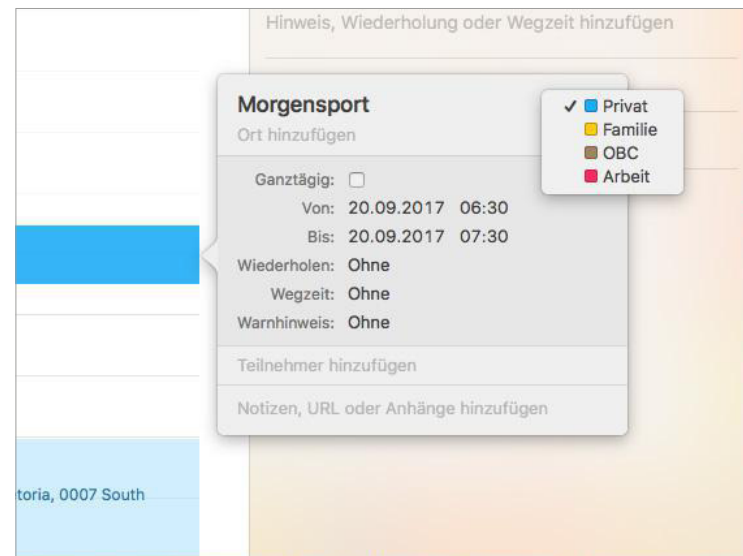 Hinweis, Wiederholung oder Wegzeit hinzufügen
Morgensport
Ort hinzufügen
✓ Privat
Familie
OBC
Arbeit
Ganztägig:
Von: 20.09.2017 06:30
Bis: 20.09.2017 07:30
Wiederholen: Ohne
Wegzeit: Ohne
Warnhinweis: Ohne
Teilnehmer hinzufügen
Notizen, URL oder Anhänge hinzufügen
toria, 0007 South